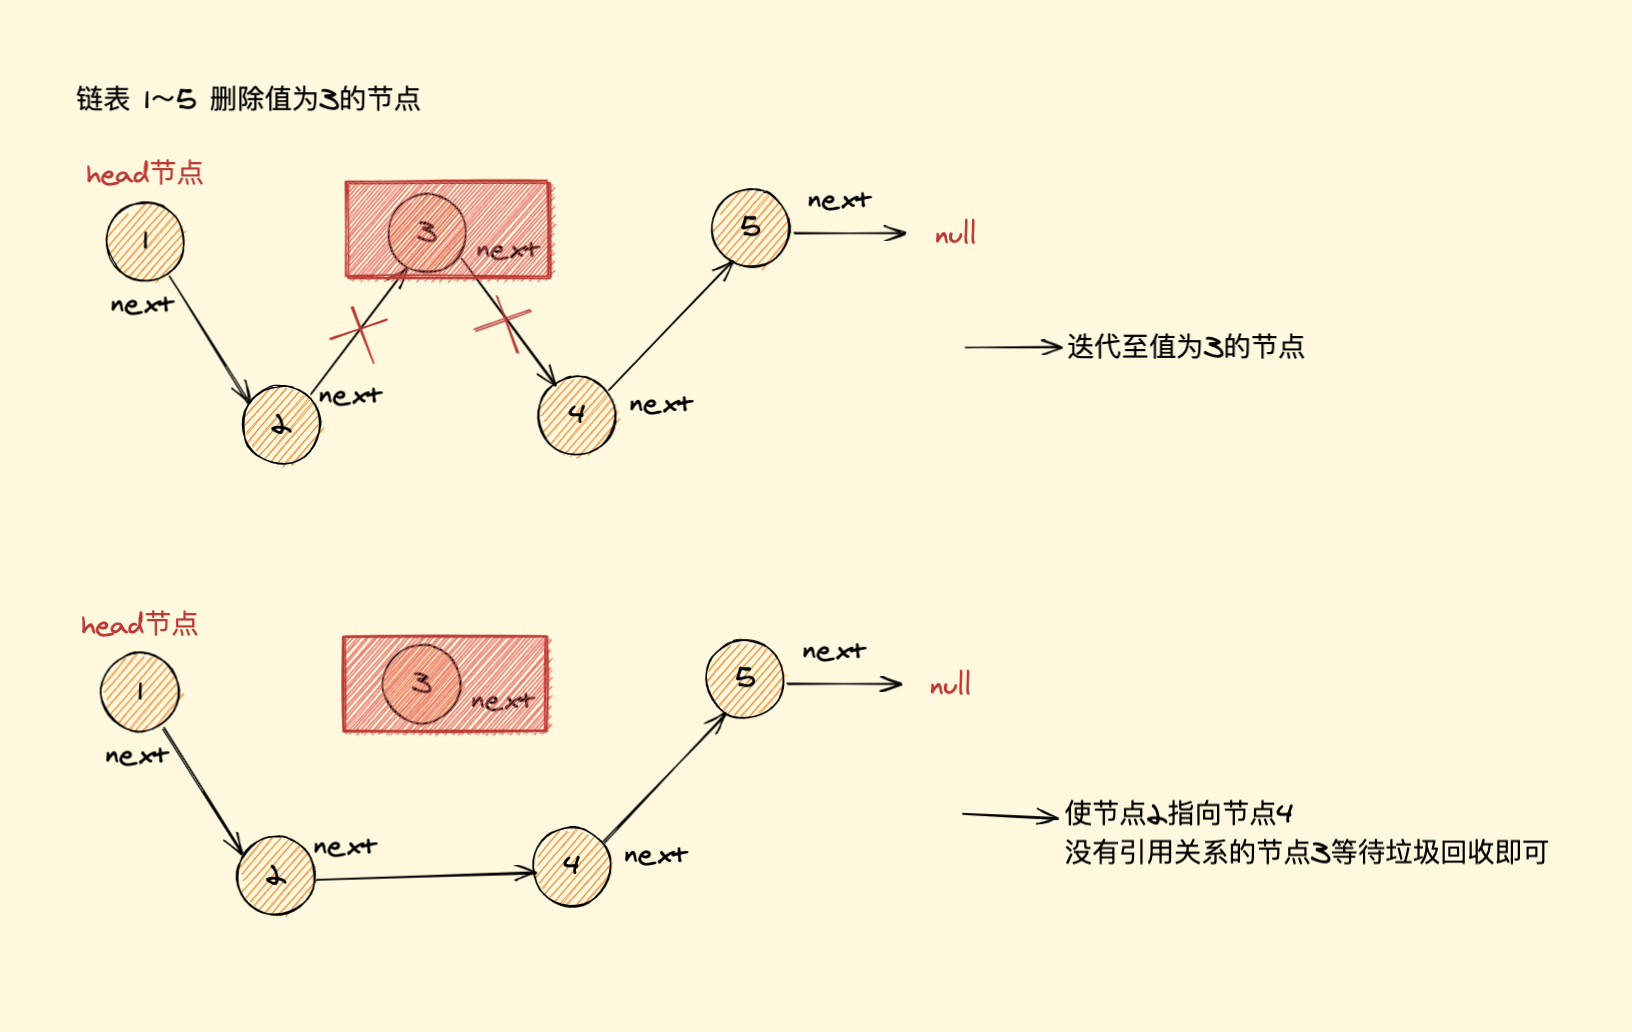 链表 1~5 删除值为3的节点
head节点
1
next
2
next
3
next
4
next
5
next
null
迭代至值为3的节点
head节点
1
next
2
next
3
next
4
next
5
next
null
使节点2指向节点4
没有引用关系的节点3等待垃圾回收即可